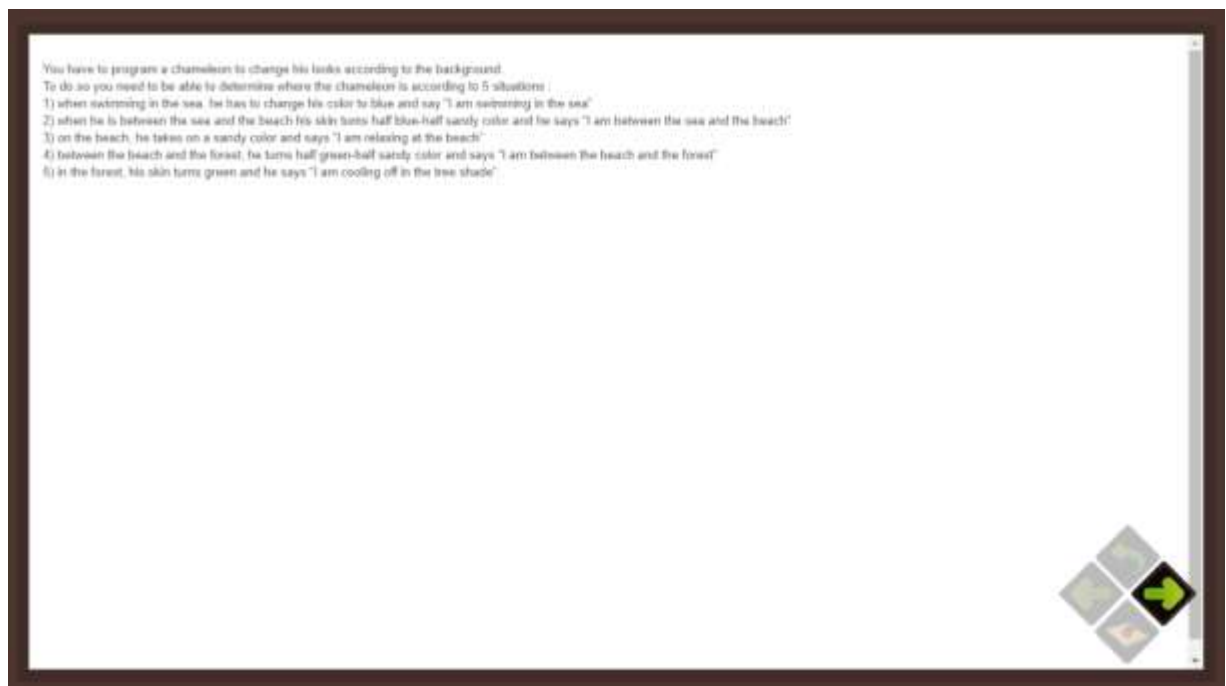 You have to program a chameleon to change his looks according to the background
To do so you need to be able to determine where the chameleon is according to 5 situations :
1) when swimming in the sea, he has to change his color to blue and say "I am swimming in the sea"
2) when he is between the sea and the beach his skin turns half blue-half sandy color and he says "I am between the sea and the beach"
3) on the beach, he takes on a sandy color and says "I am relaxing at the beach"
4) between the beach and the forest, he turns half green-half sandy color and says "I am between the beach and the forest"
5) in the forest, his skin turns green and he says "I am cooling off in the tree shade"